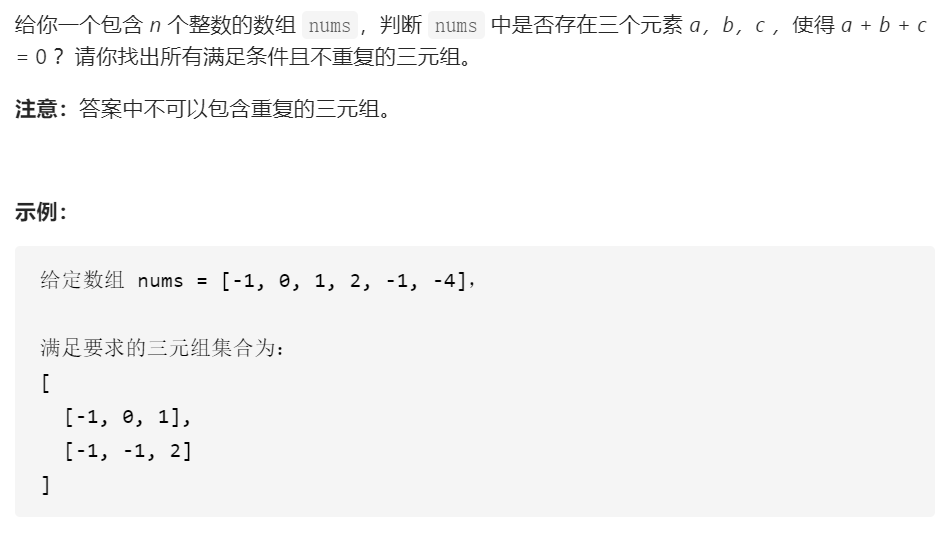 给你一个包含 n 个整数的数组 nums，判断 nums 中是否存在三个元素 a，b，c ，使得 a + b + c
= 0 ？请你找出所有满足条件且不重复的三元组。
注意：答案中不可以包含重复的三元组。
示例：
给定数组 nums = [-1, 0, 1, 2, -1, -4]，
满足要求的三元组集合为：
[
[-1, 0, 1],
[-1, -1, 2]
]